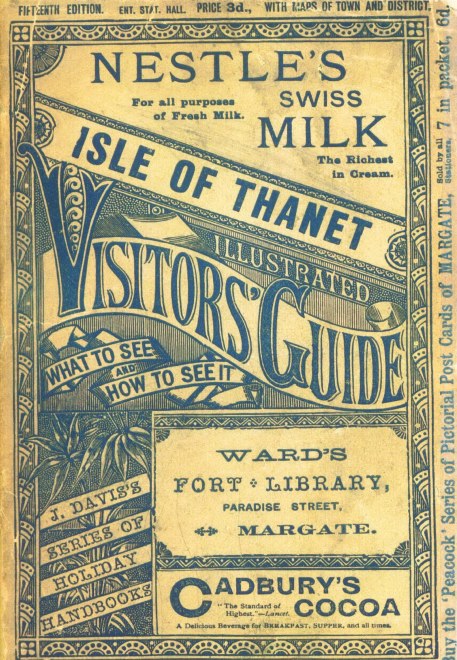 FIFTEENTH EDITION. ENT. STAT. HALL. PRICE 3d., WITH MAPS OF TOWN AND DISTRICT.
NESTLE'S
For all purposes
of Fresh Milk.
SWISS
MILK
The Richest
in Cream.
ISLE OF THANET
ILLUSTRATED
VISITORS' GUIDE
WHAT TO SEE
AND
HOW TO SEE IT
J. DAVIS'S
SERIES OF
HOLIDAY
HANDBOOKS
WARD'S
FORT LIBRARY,
PARADISE STREET,
MARGATE.
CADBURY'S
"The Standard of
Highest."—Lancet.
COCOA
A Delicious Beverage for BREAKFAST, SUPPER, and all times.
uy the 'Peacock' Series of Pictorial Post Cards of MARGATE, Sold by all
Stationers. 7 in packet, 6d.